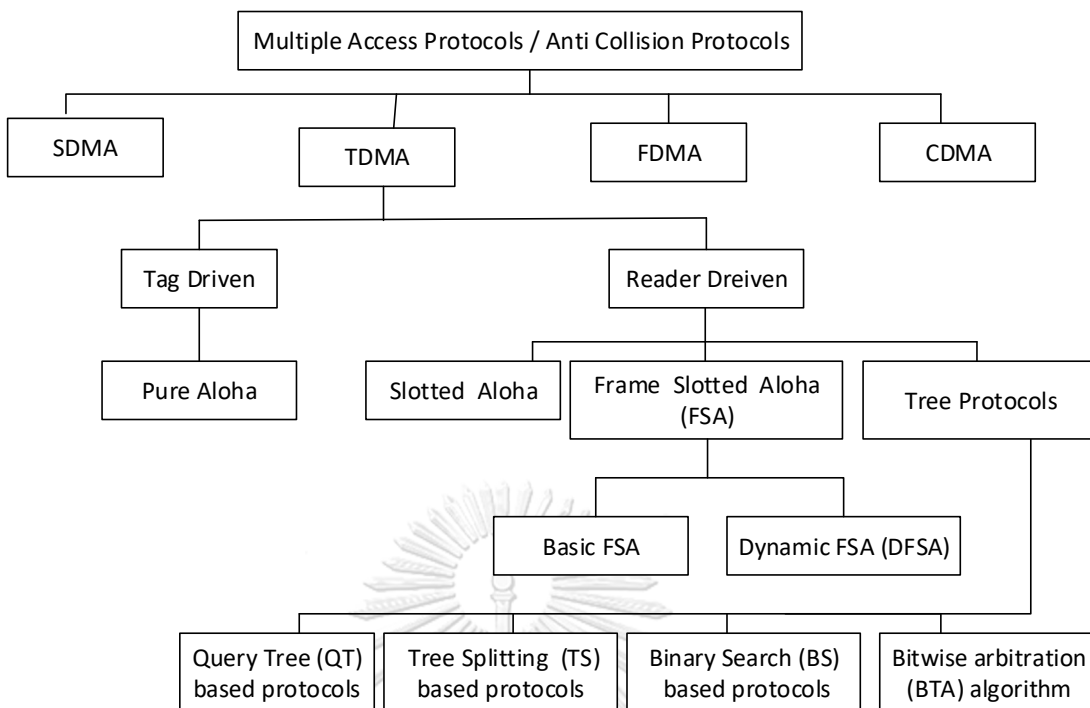 Multiple Access Protocols / Anti Collision Protocols
SDMA
TDMA
FDMA
CDMA
Tag Driven
Reader Dreiven
Pure Aloha
Slotted Aloha
Frame Slotted Aloha
(FSA)
Tree Protocols
Basic FSA
Dynamic FSA (DFSA)
Query Tree (QT)
based protocols
Tree Splitting (TS)
based protocols
Binary Search (BS)
based protocols
Bitwise arbitration
(BTA) algorithm